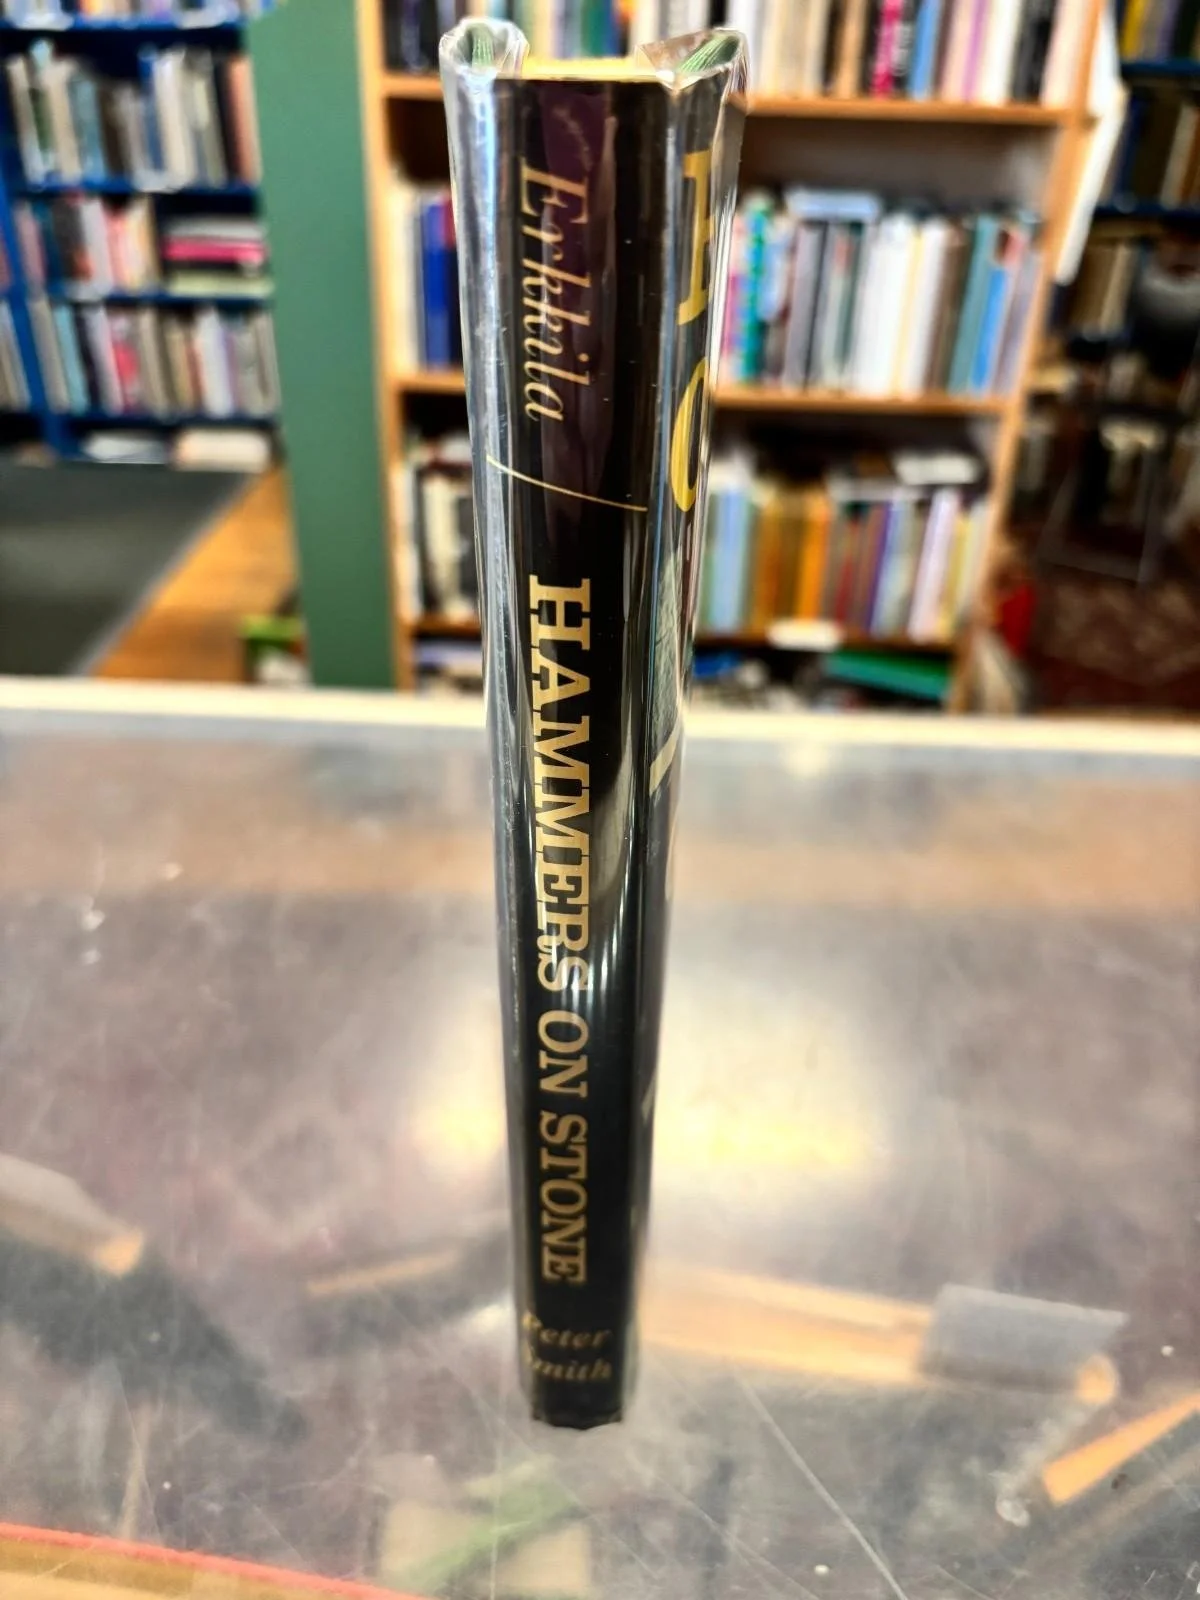 Erkkila
HAMMERS ON STONE
Peter
Smith